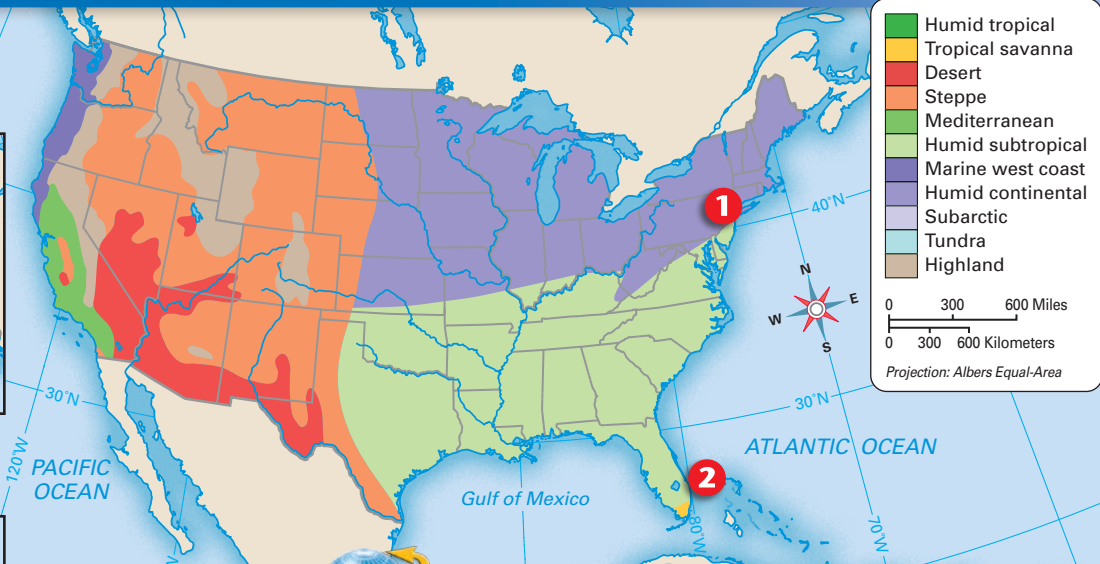 Humid tropical
Tropical savanna
Desert
Steppe
Mediterranean
Humid subtropical
Marine west coast
Humid continental
Subarctic
Tundra
Highland
0 300 600 Miles
0 300 600 Kilometers
Projection: Albers Equal-Area
1
40°N
N
E
W
S
30°N
30°N
120°W
PACIFIC
OCEAN
ATLANTIC OCEAN
Gulf of Mexico
2
80°W
70°W